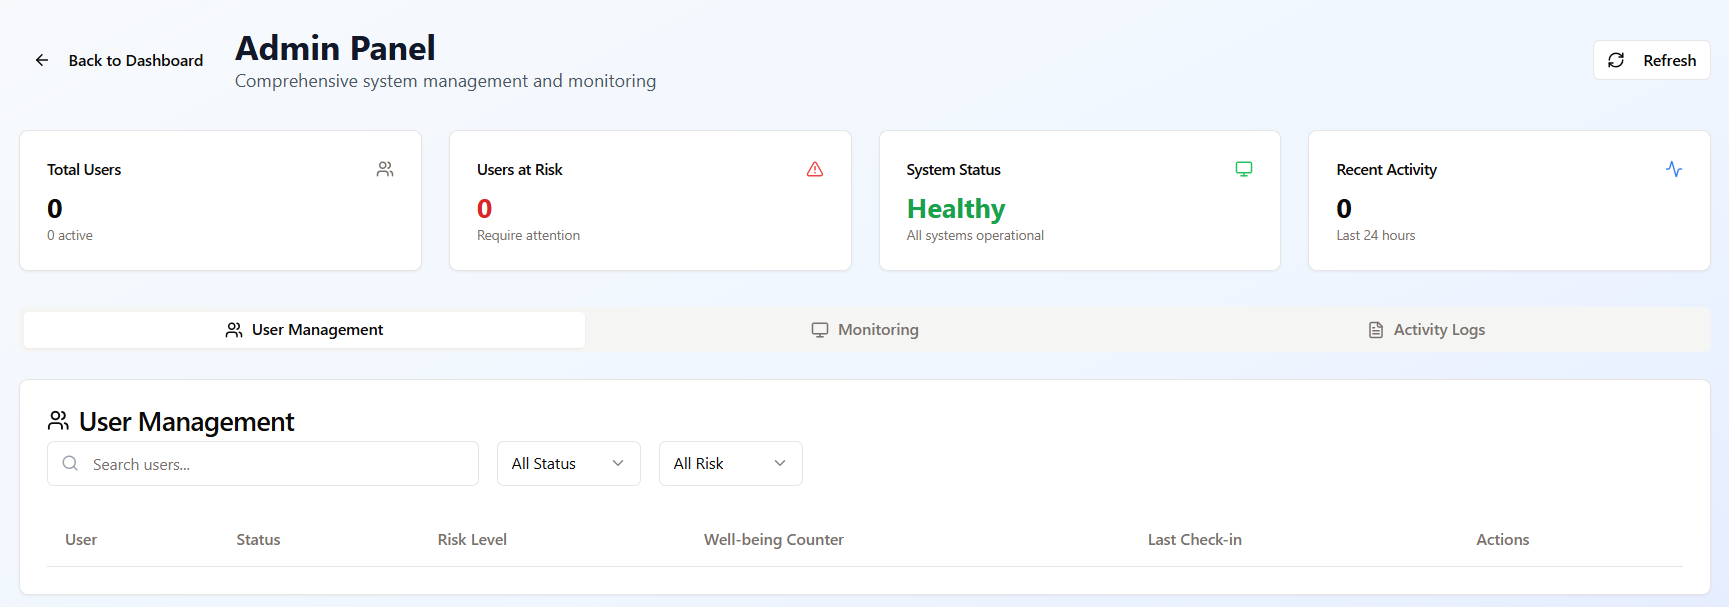 Back to Dashboard
Admin Panel
Comprehensive system management and monitoring
Refresh
Total Users
0
0 active
Users at Risk
0
Require attention
System Status
Healthy
All systems operational
Recent Activity
0
Last 24 hours
User Management
Monitoring
Activity Logs
User Management
Search users...
All Status
All Risk
User
Status
Risk Level
Well-being Counter
Last Check-in
Actions